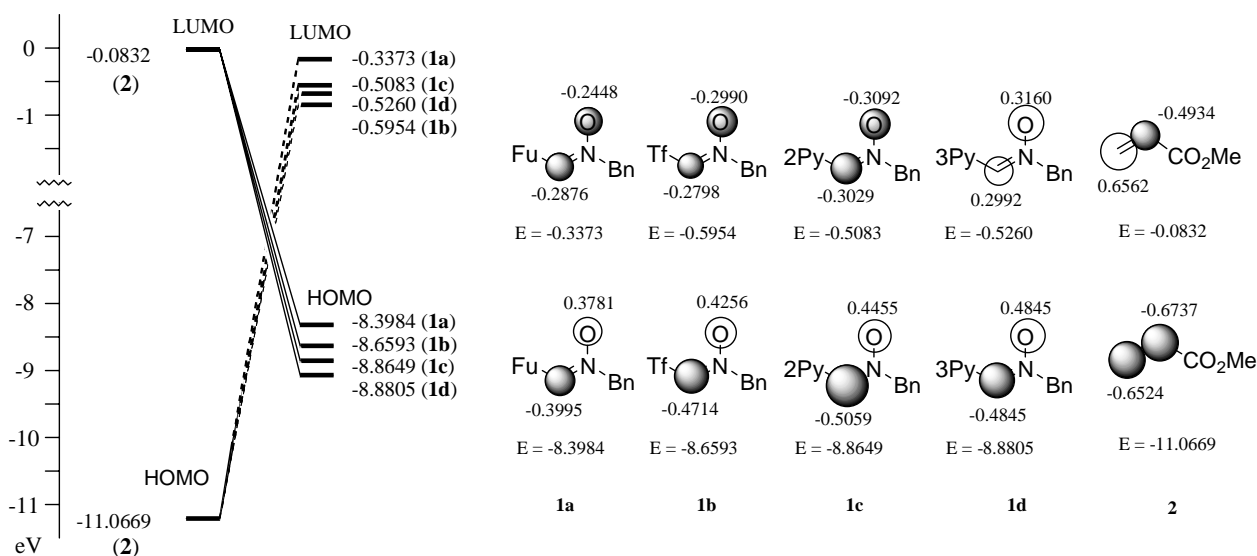 LUMO
LUMO
0
-0.0832
(2)
-0.3373 (1a)
-0.5083 (1c)
-0.5260 (1d)
-0.5954 (1b)
-1
-7
-8
HOMO
-8.3984 (1a)
-8.6593 (1b)
-8.8649 (1c)
-8.8805 (1d)
-9
-10
HOMO
-11
-11.0669
(2)
eV
-0.2448
O
Fu
N
Bn
-0.2876
E = -0.3373
-0.2990
O
Tf
N
Bn
-0.2798
E = -0.5954
-0.3092
O
2Py
N
Bn
-0.3029
E = -0.5083
0.3160
O
3Py
N
Bn
0.2992
E = -0.5260
-0.4934
CO2Me
0.6562
E = -0.0832
0.3781
O
Fu
N
Bn
-0.3995
E = -8.3984
0.4256
O
Tf
N
Bn
-0.4714
E = -8.6593
0.4455
O
2Py
N
Bn
-0.5059
E = -8.8649
0.4845
O
3Py
N
Bn
-0.4845
E = -8.8805
-0.6737
CO2Me
-0.6524
E = -11.0669
1a
1b
1c
1d
2